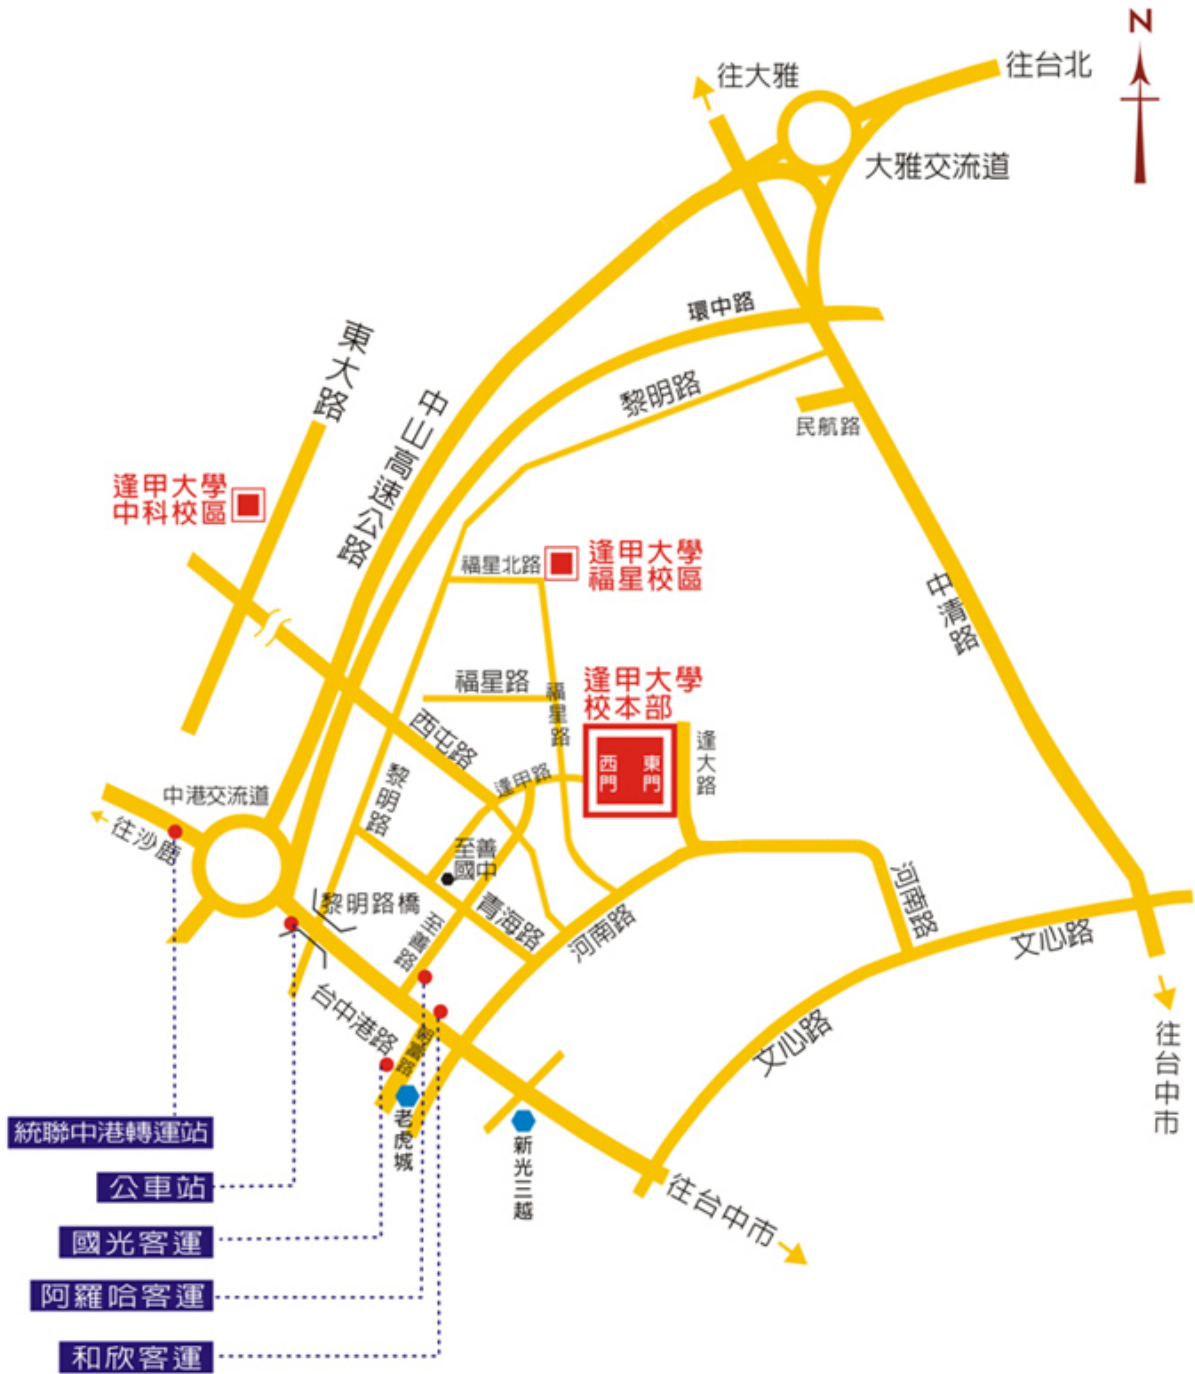 N
往台北
往大雅
大雅交流道
環中路
東大路
黎明路
中山高速公路
民航路
逢甲大學
中科校區
福星北路
逢甲大學
福星校區
中清路
福星路
逢甲大學
校本部
福星路
西屯路
逢大路
西門
東門
逢甲路
黎明路
中港交流道
往沙鹿
至善
國中
黎明路橋
青海路
至善路
河南路
河南路
文心路
台中港路
朝富路
文心路
往台中市
老虎城
新光三越
往台中市
統聯中港轉運站
公車站
國光客運
阿羅哈客運
和欣客運